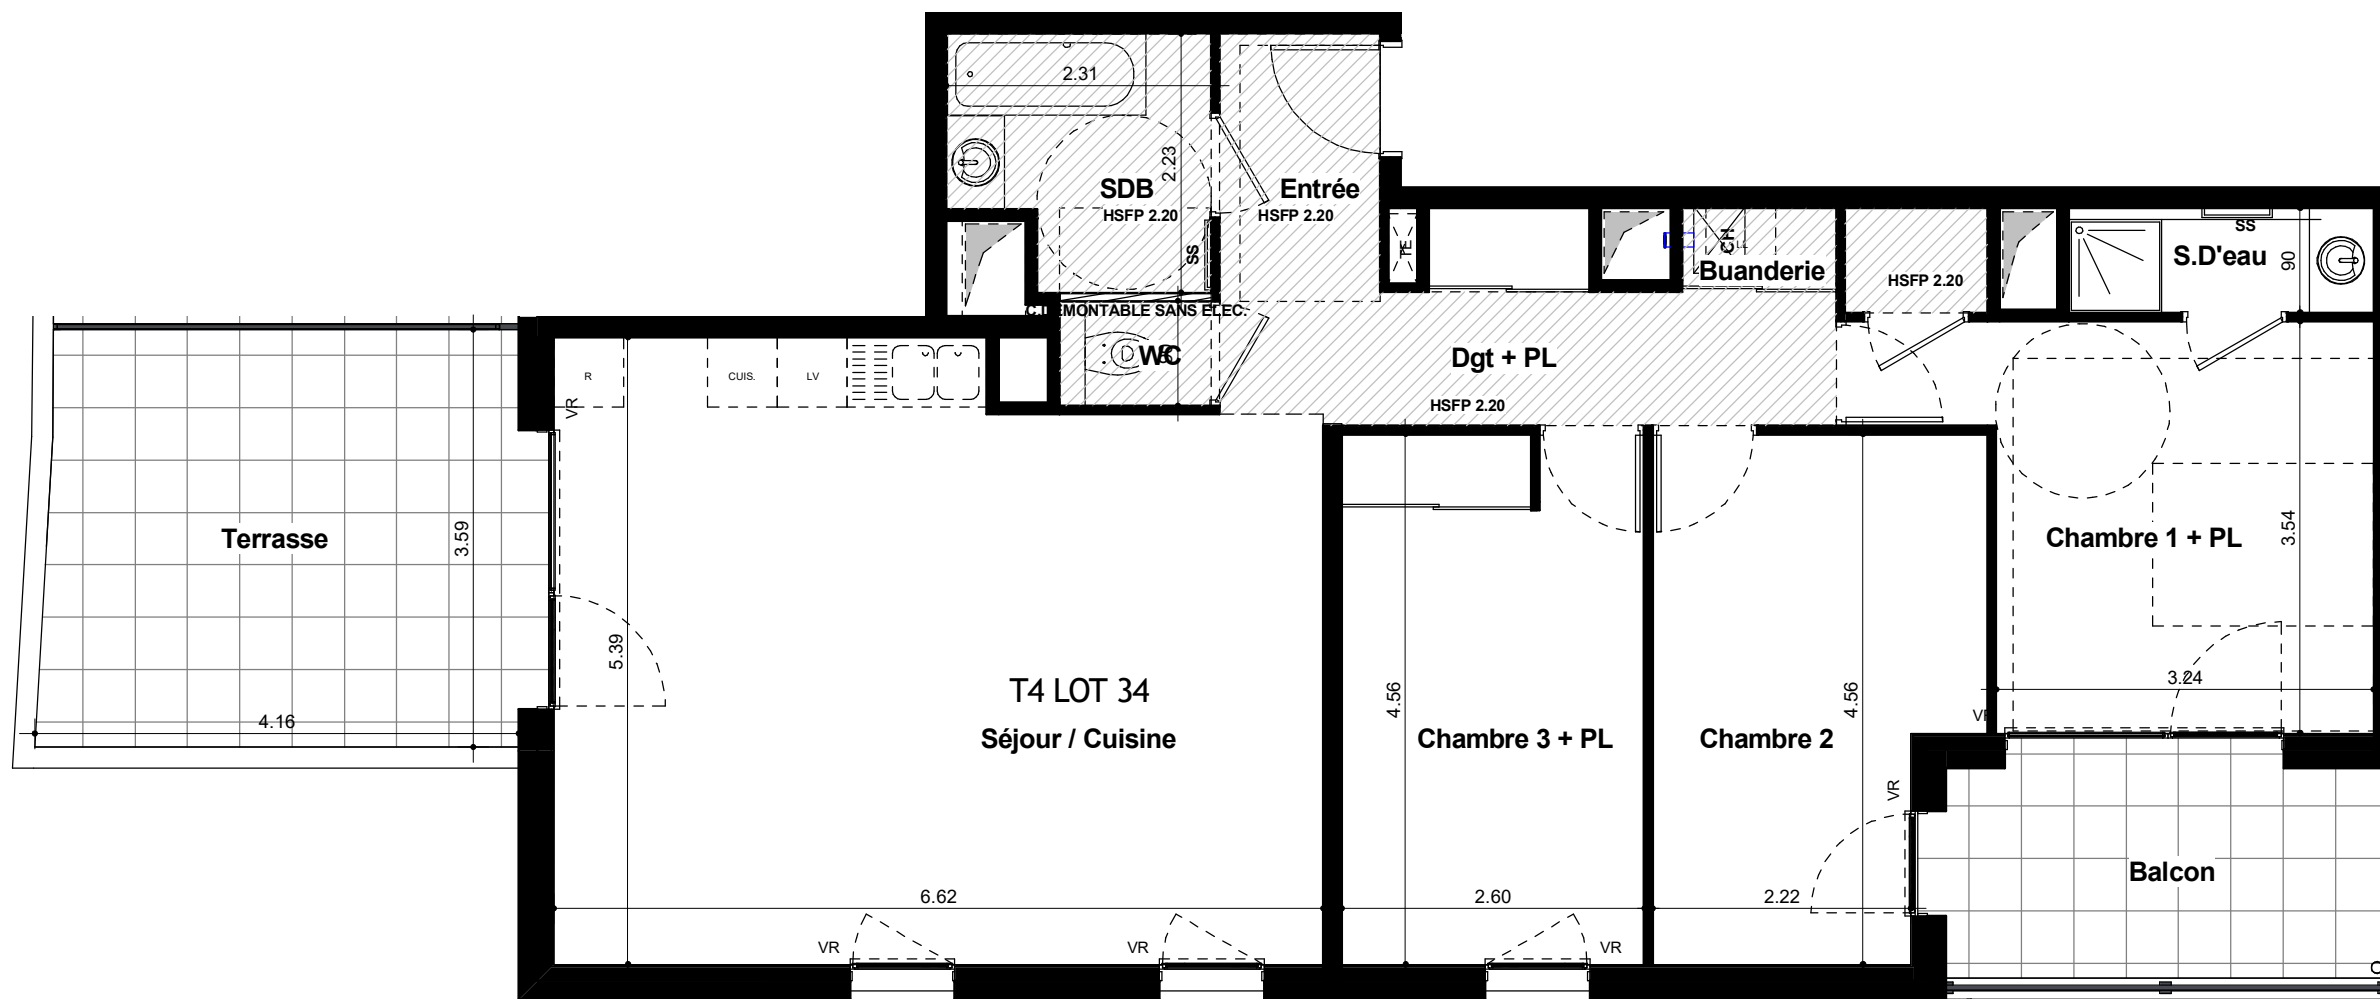 2.31
2.23
SDB
HSFP 2.20
SS
Entrée
HSFP 2.20
TE
CH
Buanderie
HSFP 2.20
S.D'eau
SS
90
DEMONTABLE SANS ELEC.
WC
Dgt + PL
HSFP 2.20
R
CUIS.
LV
VR
Terrasse
3.59
4.16
5.39
T4 LOT 34
Séjour / Cuisine
6.62
VR
VR
4.56
Chambre 3 + PL
2.60
VR
4.56
Chambre 2
2.22
VR
Chambre 1 + PL
3.54
3.24
VR
Balcon